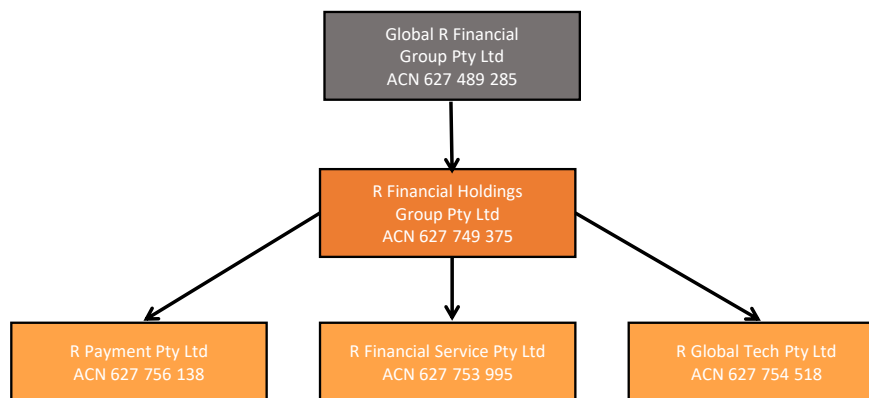 Global R Financial
Group Pty Ltd
ACN 627 489 285
R Financial Holdings
Group Pty Ltd
ACN 627 749 375
R Payment Pty Ltd
ACN 627 756 138
R Financial Service Pty Ltd
ACN 627 753 995
R Global Tech Pty Ltd
ACN 627 754 518